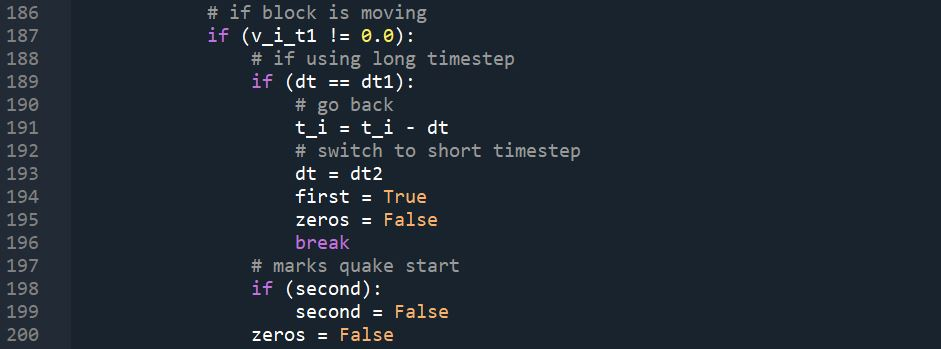 186 # if block is moving
187 if (v_i_t1 != 0.0):
188 # if using long timestep
189 if (dt == dt1):
190 # go back
191 t_i = t_i - dt
192 # switch to short timestep
193 dt = dt2
194 first = True
195 zeros = False
196 break
197 # marks quake start
198 if (second):
199 second = False
200 zeros = False